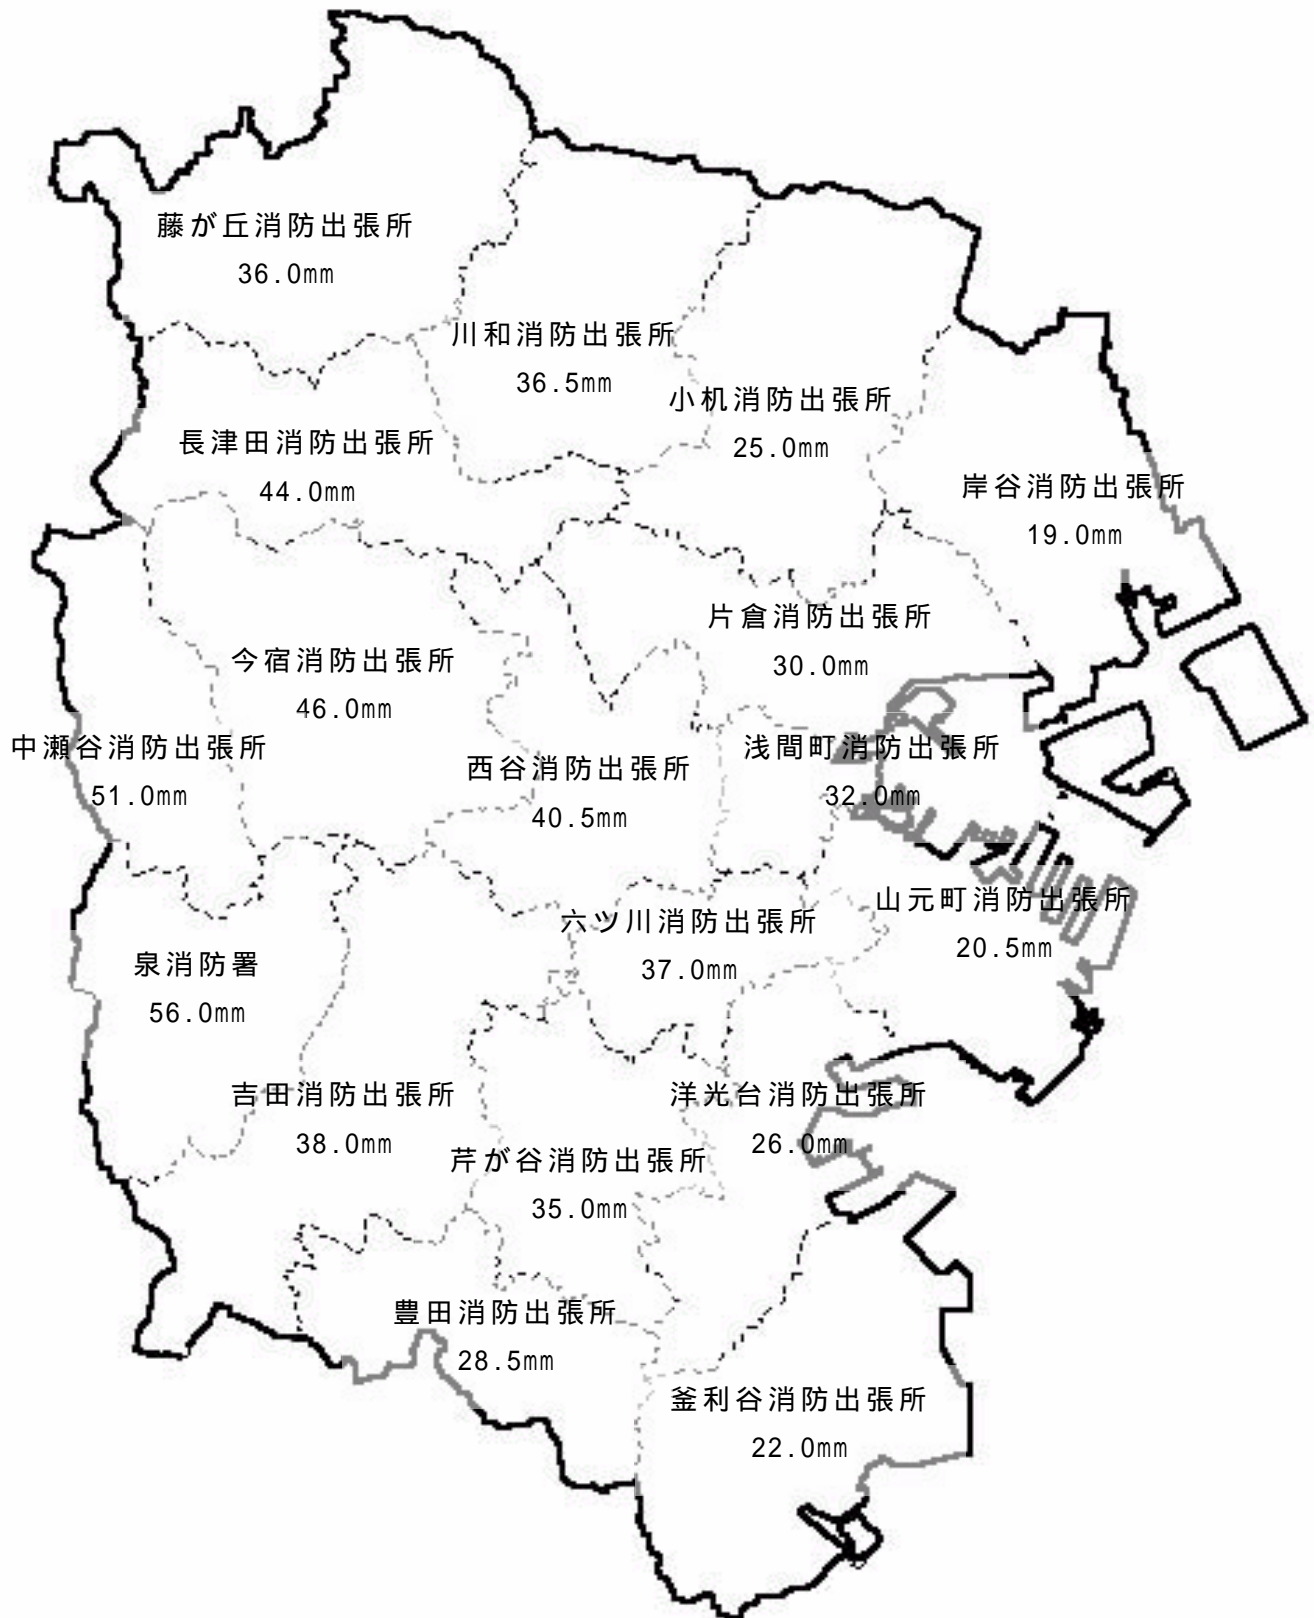 藤が丘消防出張所
36.0mm
川和消防出張所
36.5mm
小机消防出張所
25.0mm
長津田消防出張所
44.0mm
岸谷消防出張所
19.0mm
片倉消防出張所
30.0mm
今宿消防出張所
46.0mm
中瀬谷消防出張所
51.0mm
西谷消防出張所
40.5mm
浅間町消防出張所
32.0mm
山元町消防出張所
20.5mm
六ツ川消防出張所
37.0mm
泉消防署
56.0mm
吉田消防出張所
38.0mm
洋光台消防出張所
26.0mm
芹が谷消防出張所
35.0mm
豊田消防出張所
28.5mm
釜利谷消防出張所
22.0mm